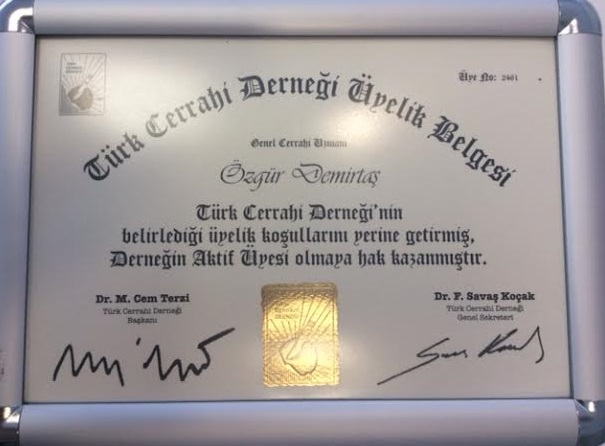 Üye No: 2401
Türk Cerrahi Derneği Üyelik Belgesi
Genel Cerrahi Uzmanı
Özgür Demirtaş
Türk Cerrahi Derneği'nin
belirlediği üyelik koşullarını yerine getirmiş,
Derneğin Aktif Üyesi olmaya hak kazanmıştır.
Dr. M. Cem Terzi
Türk Cerrahi Derneği
Başkanı
Dr. F. Savaş Koçak
Türk Cerrahi Derneği
Genel Sekreteri